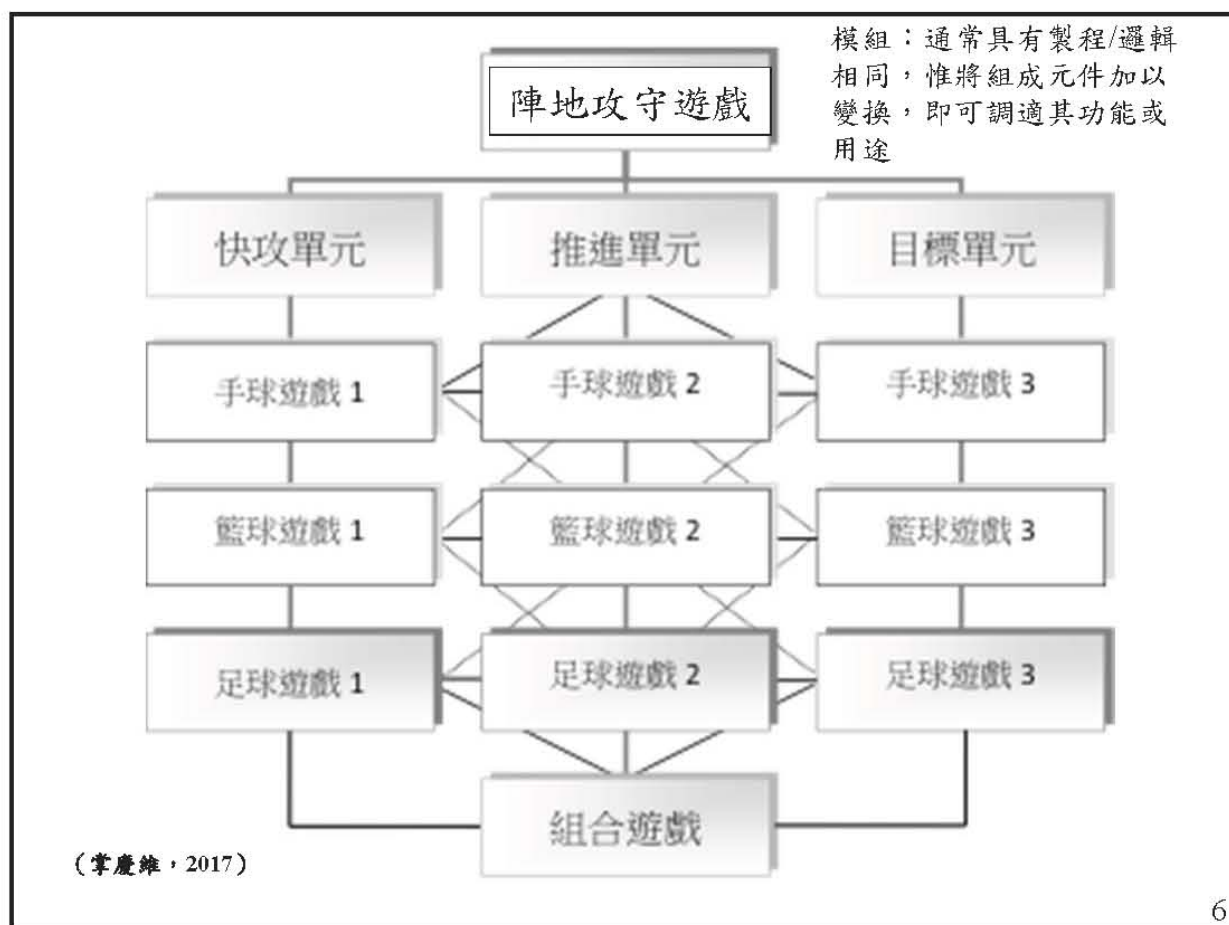 模組：通常具有製程/邏輯
相同，惟將組成元件加以
變換，即可調適其功能或
用途
陣地攻守遊戲
快攻單元
推進單元
目標單元
手球遊戲 1
手球遊戲 2
手球遊戲 3
籃球遊戲 1
籃球遊戲 2
籃球遊戲 3
足球遊戲 1
足球遊戲 2
足球遊戲 3
組合遊戲
（掌慶維，2017）
6